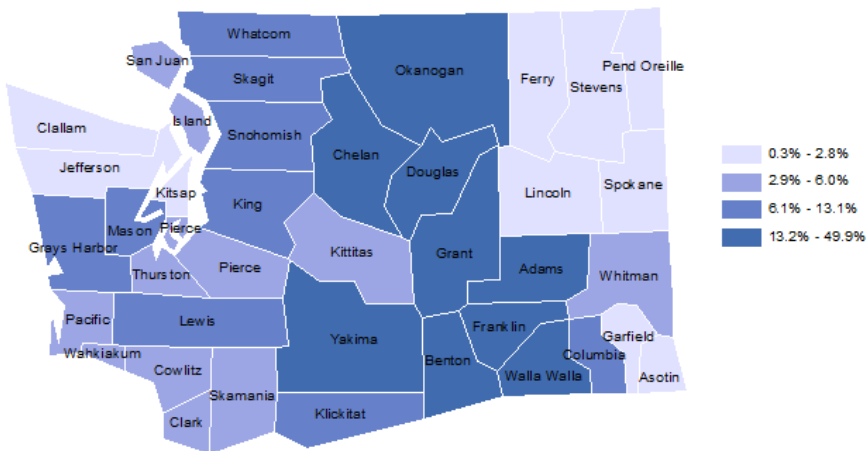 Whatcom
San Juan
Skagit
Okanogan
Ferry
Pend Oreille
Stevens
Island
Clallam
Snohomish
Jefferson
Chelan
Douglas
Kitsap
Lincoln
Spokane
King
Mason
Pierce
Grays Harbor
Kittitas
Grant
Thurston
Pierce
Adams
Whitman
Pacific
Lewis
Yakima
Franklin
Garfield
Wahkiakum
Benton
Columbia
Cowlitz
Walla Walla
Asotin
Skamania
Clark
Klickitat
0.3% - 2.8%
2.9% - 6.0%
6.1% - 13.1%
13.2% - 49.9%